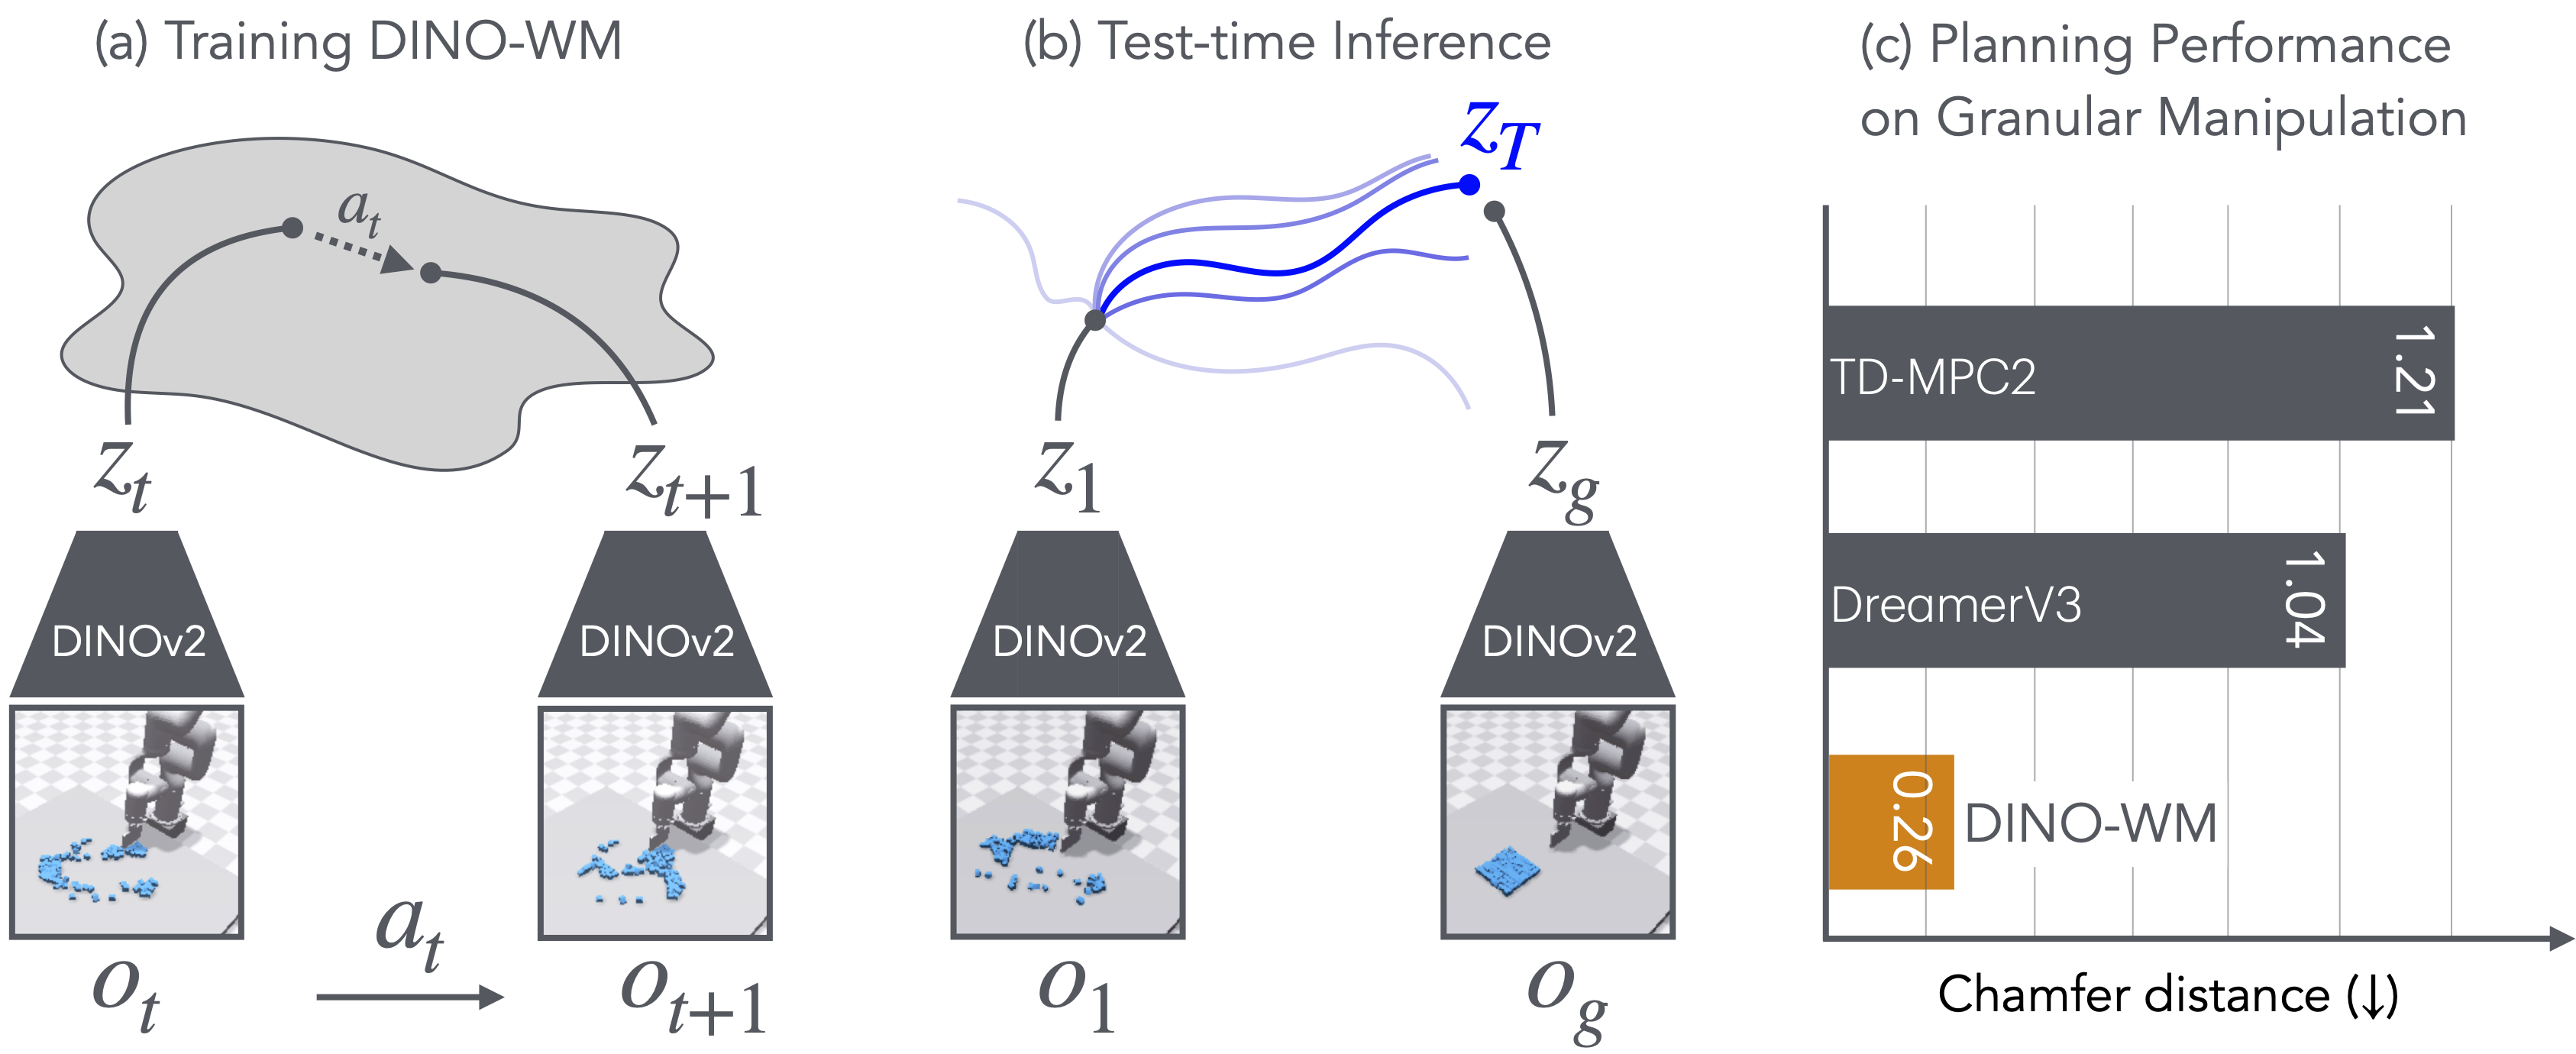 (a) Training DINO-WM
a_t
z_t
z_{t+1}
DINOv2
DINOv2
a_t
o_t
o_{t+1}
(b) Test-time Inference
z_T
z_1
z_g
DINOv2
DINOv2
o_1
o_g
(c) Planning Performance
on Granular Manipulation
TD-MPC2
1.21
DreamerV3
1.04
0.26
DINO-WM
Chamfer distance (↓)